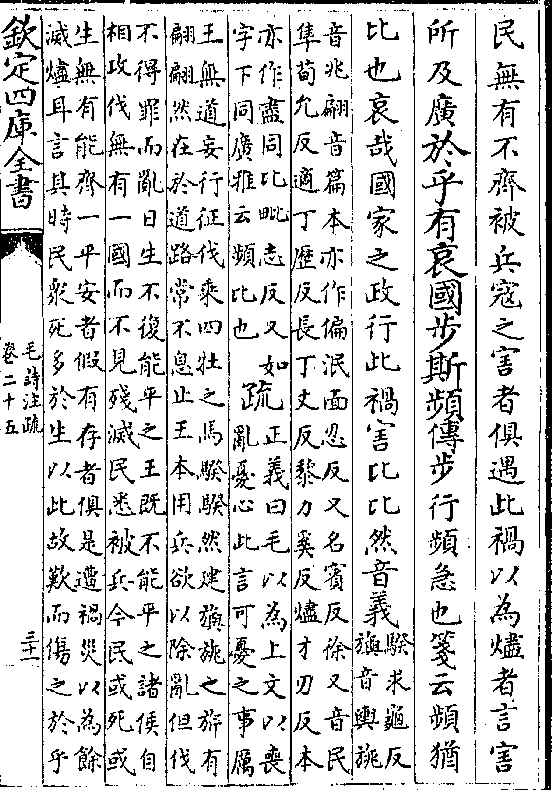 民無有不齊被兵寇之害者俱遇此禍以為燼者言害
所及廣於乎有哀國步斯頻傳步行頻急也箋云頻猶
比也哀哉國家之政行此禍害比比然音義騤求龜反旟音輿旐
音兆翩音篇本亦作偏泯面忍反又名賓反徐又音民
隼荀允反適丁歷反長丁丈反黎力奚反燼才刃反本
亦作盡同比毗志反又如疏正義曰毛以為上文以喪
字下同廣雅云頻比也亂憂心此言可憂之事厲
王無道妄行征伐乘四牡之馬騤騤然建旟旐之旂有
翩翩然在於道路常不息止王本用兵欲以除亂但伐
不得罪而亂日生不復能平之王既不能平之諸侯自
相攻伐無有一國而不見殘滅民悉被兵今民或死或
生無有能齊一平安者假有存者俱是遭禍災以為餘
滅燼耳言其時民衆死多於生以此故歎而傷之於乎
欽定四庫全書
毛詩注疏
卷二十五
三十一